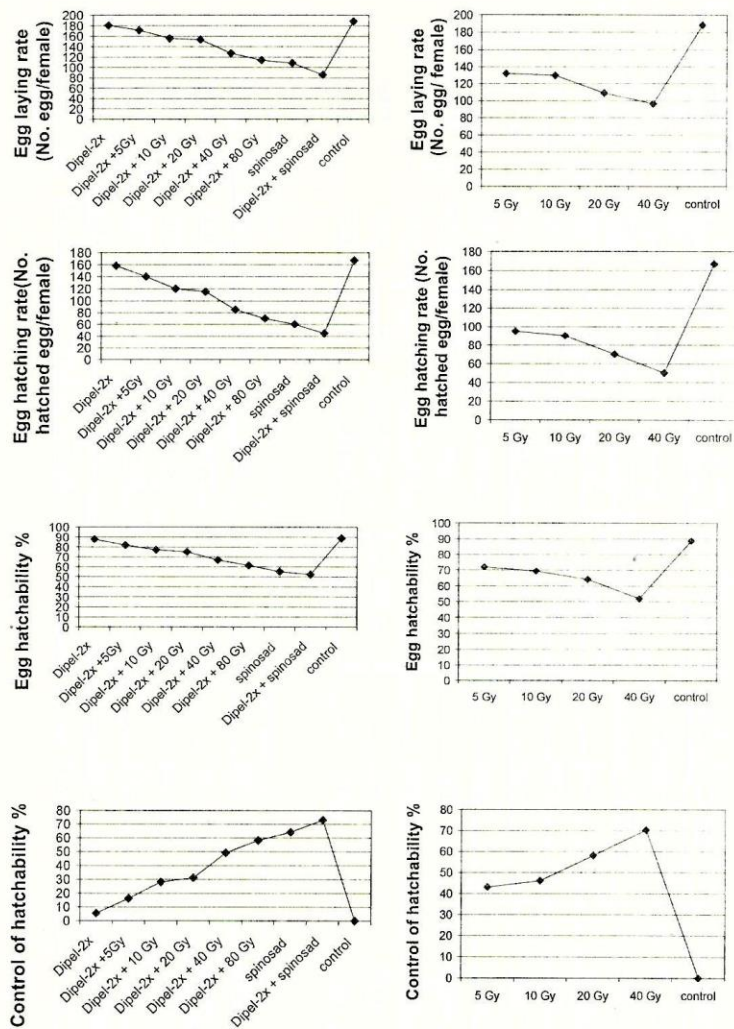 Egg laying rate
(No. egg/female)
200
180
160
140
120
100
80
60
40
20
0
Dipel-2x
Dipel-2x +5Gy
Dipel-2x + 10 Gy
Dipel-2x + 20 Gy
Dipel-2x + 40 Gy
Dipel-2x + 80 Gy
spinosad
Dipel-2x + spinosad
control
Egg laying rate
(No. egg/ female)
200
180
160
140
120
100
80
60
40
20
0
5 Gy
10 Gy
20 Gy
40 Gy
control
Egg hatching rate(No.
hatched egg/female)
180
160
140
120
100
80
60
40
20
0
Dipel-2x
Dipel-2x +5Gy
Dipel-2x + 10 Gy
Dipel-2x + 20 Gy
Dipel-2x + 40 Gy
Dipel-2x + 80 Gy
spinosad
Dipel-2x + spinosad
control
Egg hatching rate (No.
hatched egg/female)
180
160
140
120
100
80
60
40
20
0
5 Gy
10 Gy
20 Gy
40 Gy
control
Egg hatchability %
100
90
80
70
60
50
40
30
20
10
0
Dipel-2x
Dipel-2x +5Gy
Dipel-2x + 10 Gy
Dipel-2x + 20 Gy
Dipel-2x + 40 Gy
Dipel-2x + 80 Gy
spinosad
Dipel-2x + spinosad
control
Egg hatchability %
100
90
80
70
60
50
40
30
20
10
0
5 Gy
10 Gy
20 Gy
40 Gy
control
Control of hatchability %
80
70
60
50
40
30
20
10
0
Dipel-2x
Dipel-2x +5Gy
Dipel-2x + 10 Gy
Dipel-2x + 20 Gy
Dipel-2x + 40 Gy
Dipel-2x + 80 Gy
spinosad
Dipel-2x + spinosad
control
Control of hatchability %
80
70
60
50
40
30
20
10
0
5 Gy
10 Gy
20 Gy
40 Gy
control